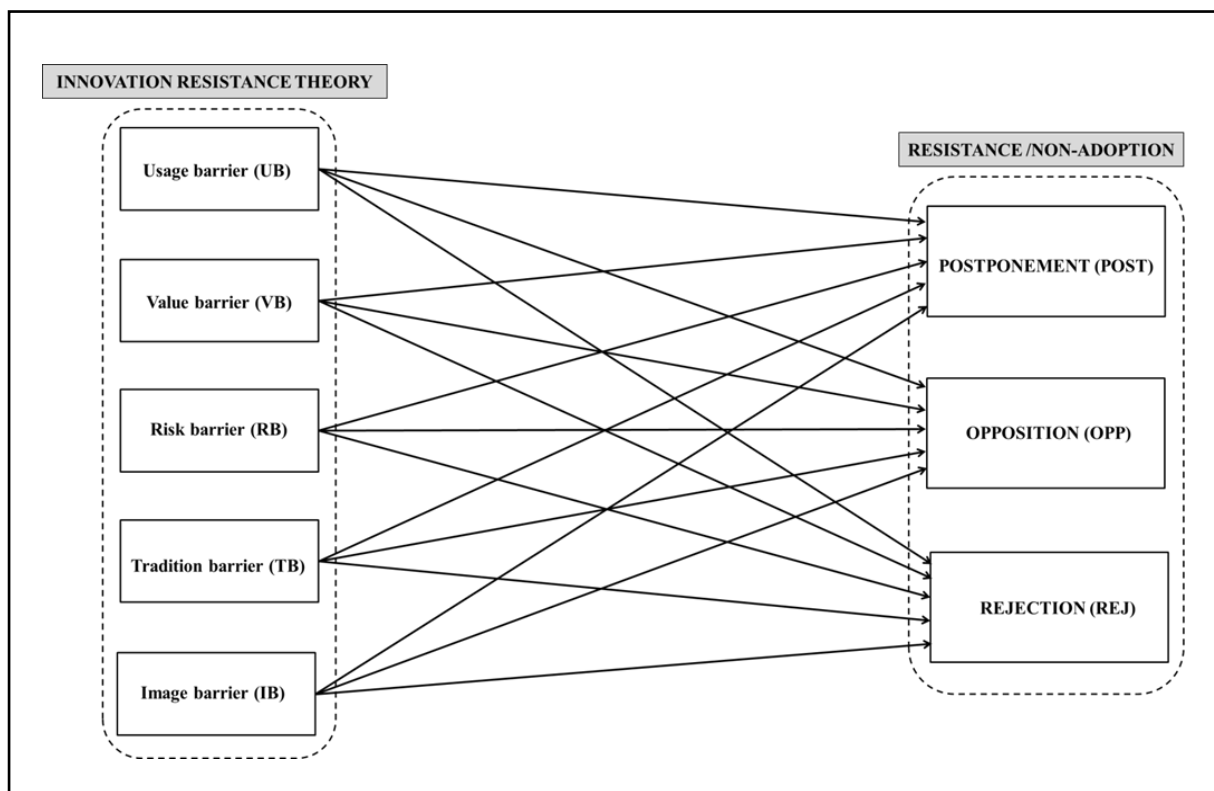 INNOVATION RESISTANCE THEORY
Usage barrier (UB)
Value barrier (VB)
Risk barrier (RB)
Tradition barrier (TB)
Image barrier (IB)
RESISTANCE /NON-ADOPTION
POSTPONEMENT (POST)
OPPOSITION (OPP)
REJECTION (REJ)